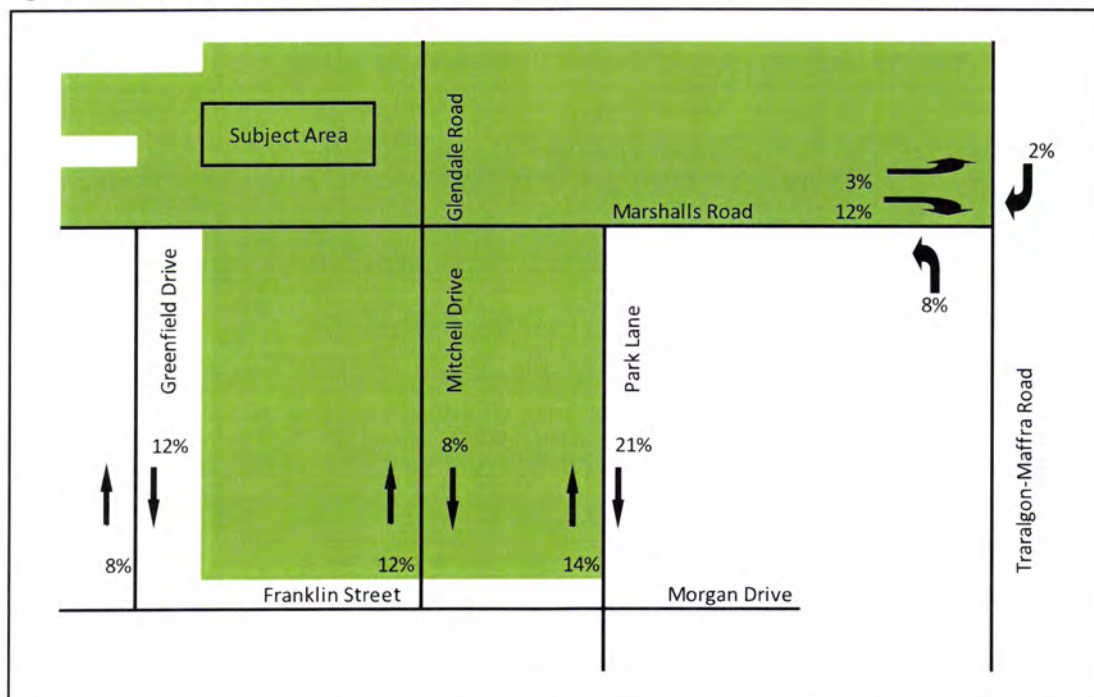 Subject Area
Glendale Road
2%
3%
Marshalls Road
12%
8%
Greenfield Drive
Mitchell Drive
Park Lane
Traralgon-Maffra Road
12%
8%
21%
8%
12%
14%
Franklin Street
Morgan Drive